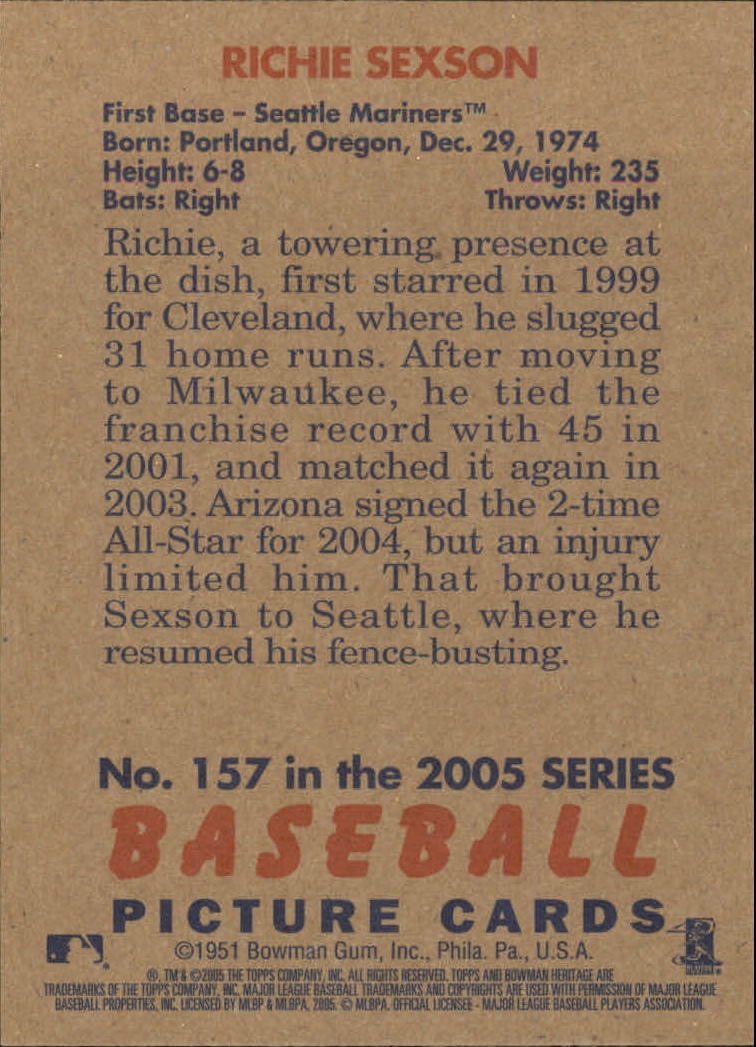 RICHIE SEXSON
First Base – Seattle Mariners™
Born: Portland, Oregon, Dec. 29, 1974
Height: 6-8 Weight: 235
Bats: Right Throws: Right
Richie, a towering presence at
the dish, first starred in 1999
for Cleveland, where he slugged
31 home runs. After moving
to Milwaukee, he tied the
franchise record with 45 in
2001, and matched it again in
2003. Arizona signed the 2-time
All-Star for 2004, but an injury
limited him. That brought
Sexson to Seattle, where he
resumed his fence-busting.
No. 157 in the 2005 SERIES
BASEBALL
PICTURE CARDS
©1951 Bowman Gum, Inc., Phila. Pa., U.S.A.
®, TM & ©2005 THE TOPPS COMPANY, INC. ALL RIGHTS RESERVED. TOPPS AND BOWMAN HERITAGE ARE
TRADEMARKS OF THE TOPPS COMPANY, INC. MAJOR LEAGUE BASEBALL TRADEMARKS AND COPYRIGHTS ARE USED WITH PERMISSION OF MAJOR LEAGUE
BASEBALL PROPERTIES, INC. LICENSED BY MLBP & MLBPA, 2005. © MLBPA. OFFICIAL LICENSEE - MAJOR LEAGUE BASEBALL PLAYERS ASSOCIATION.